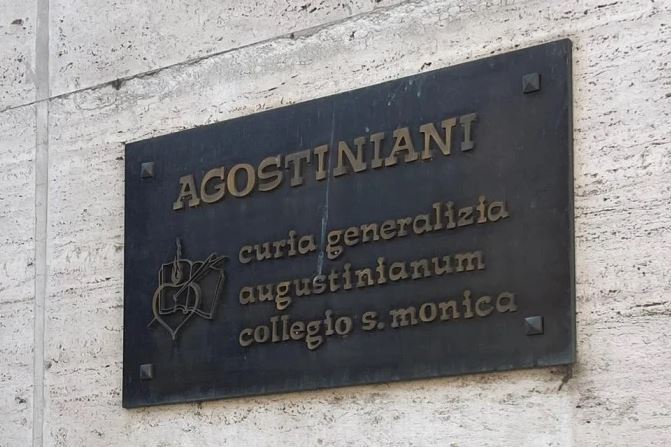 AGOSTINIANI
curia generalizia
augustinianum
collegio s. monica